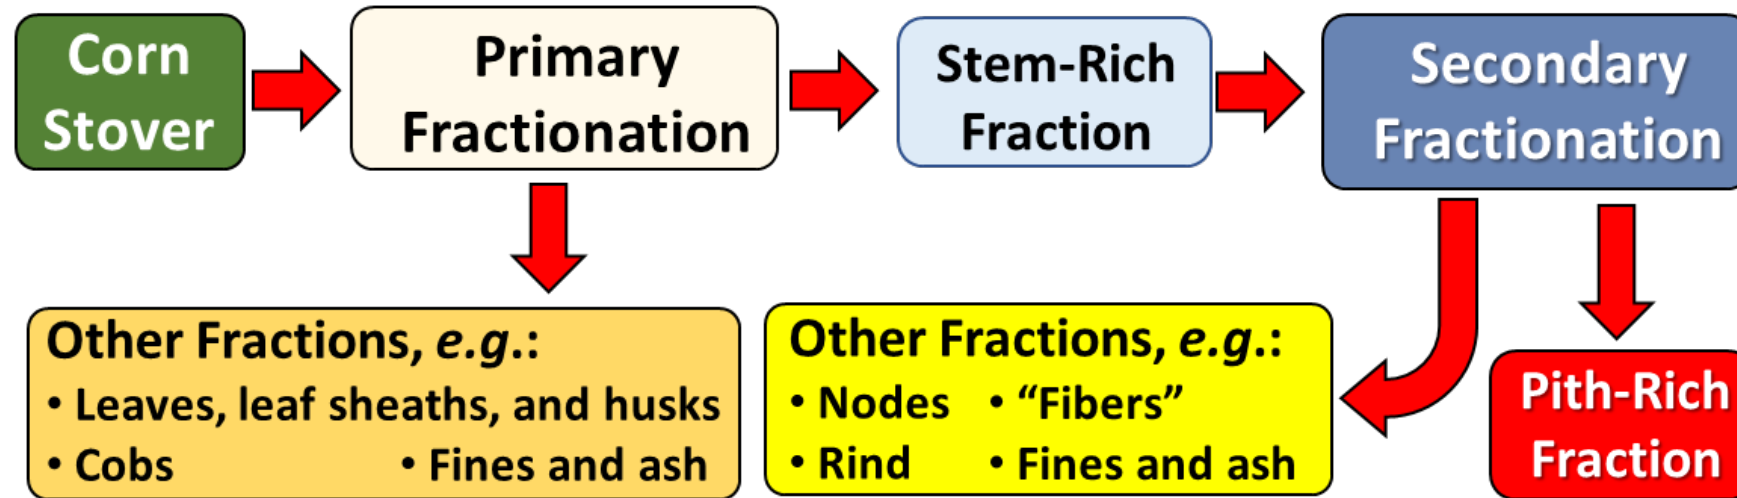 Corn
Stover
Primary
Fractionation
Stem-Rich
Fraction
Secondary
Fractionation
Other Fractions, e.g.:
• Leaves, leaf sheaths, and husks
• Cobs • Fines and ash
Other Fractions, e.g.:
• Nodes • “Fibers”
• Rind • Fines and ash
Pith-Rich
Fraction